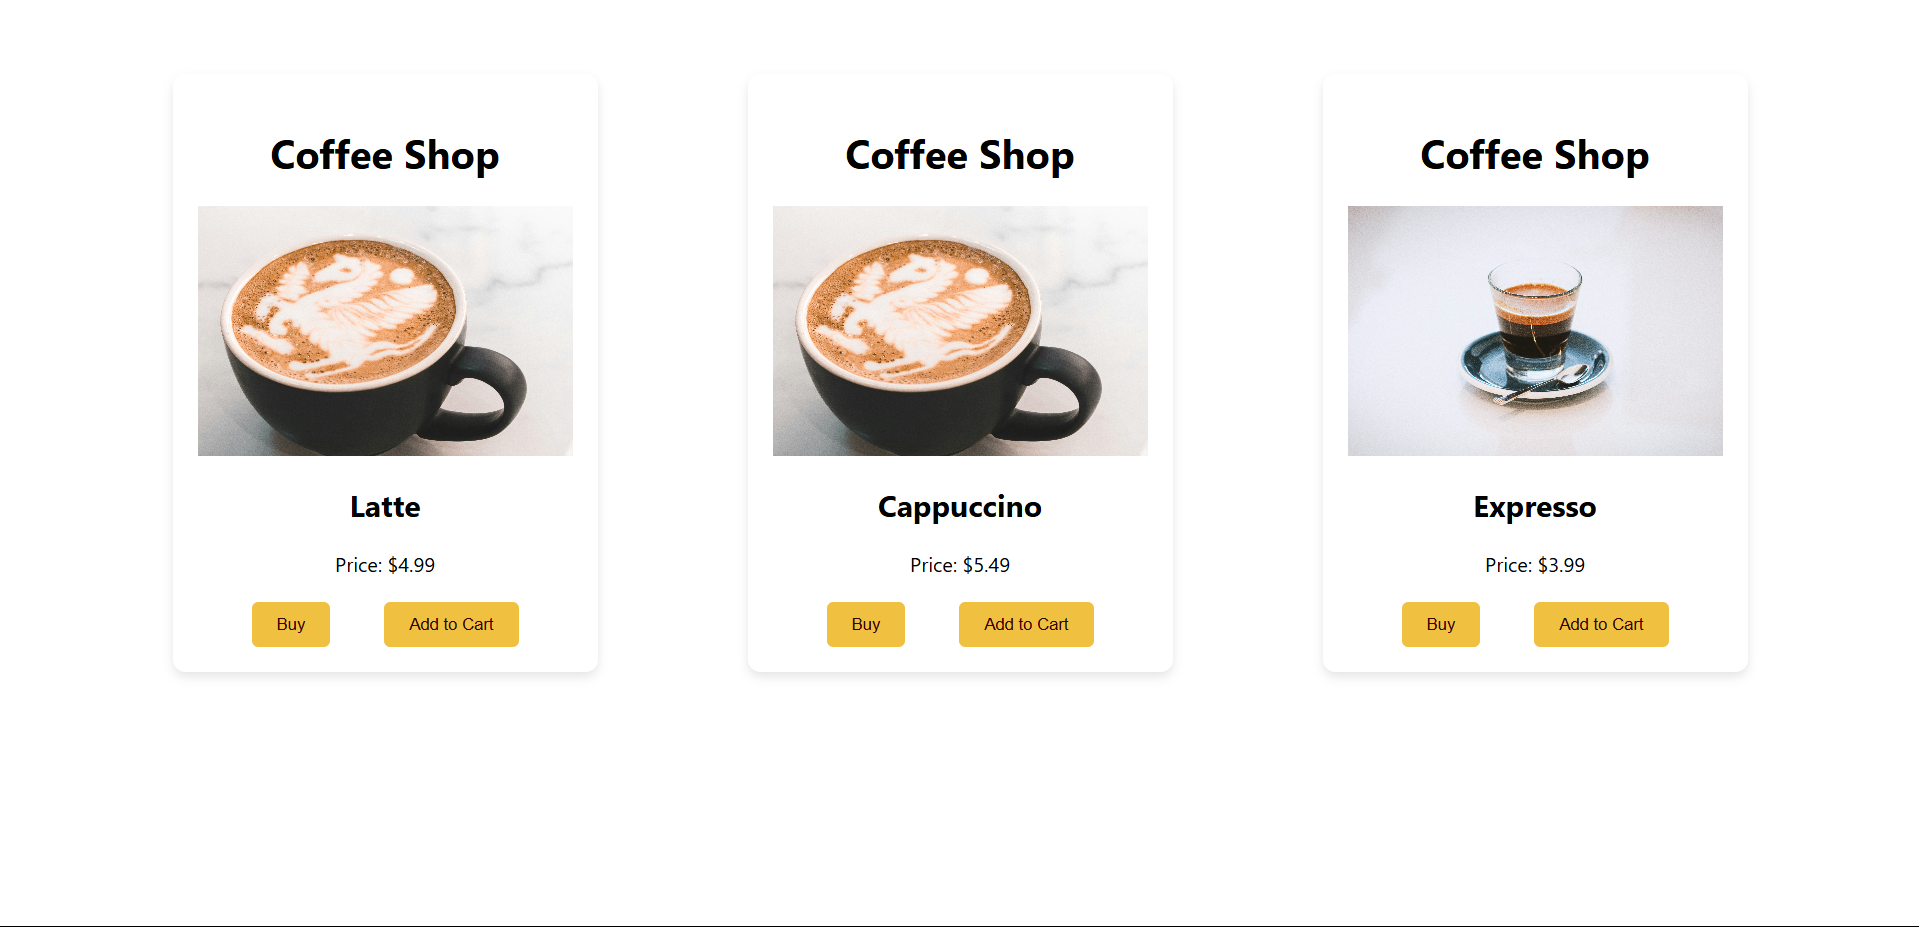 Coffee Shop
Latte
Price: $4.99
Buy
Add to Cart
Coffee Shop
Cappuccino
Price: $5.49
Buy
Add to Cart
Coffee Shop
Expresso
Price: $3.99
Buy
Add to Cart